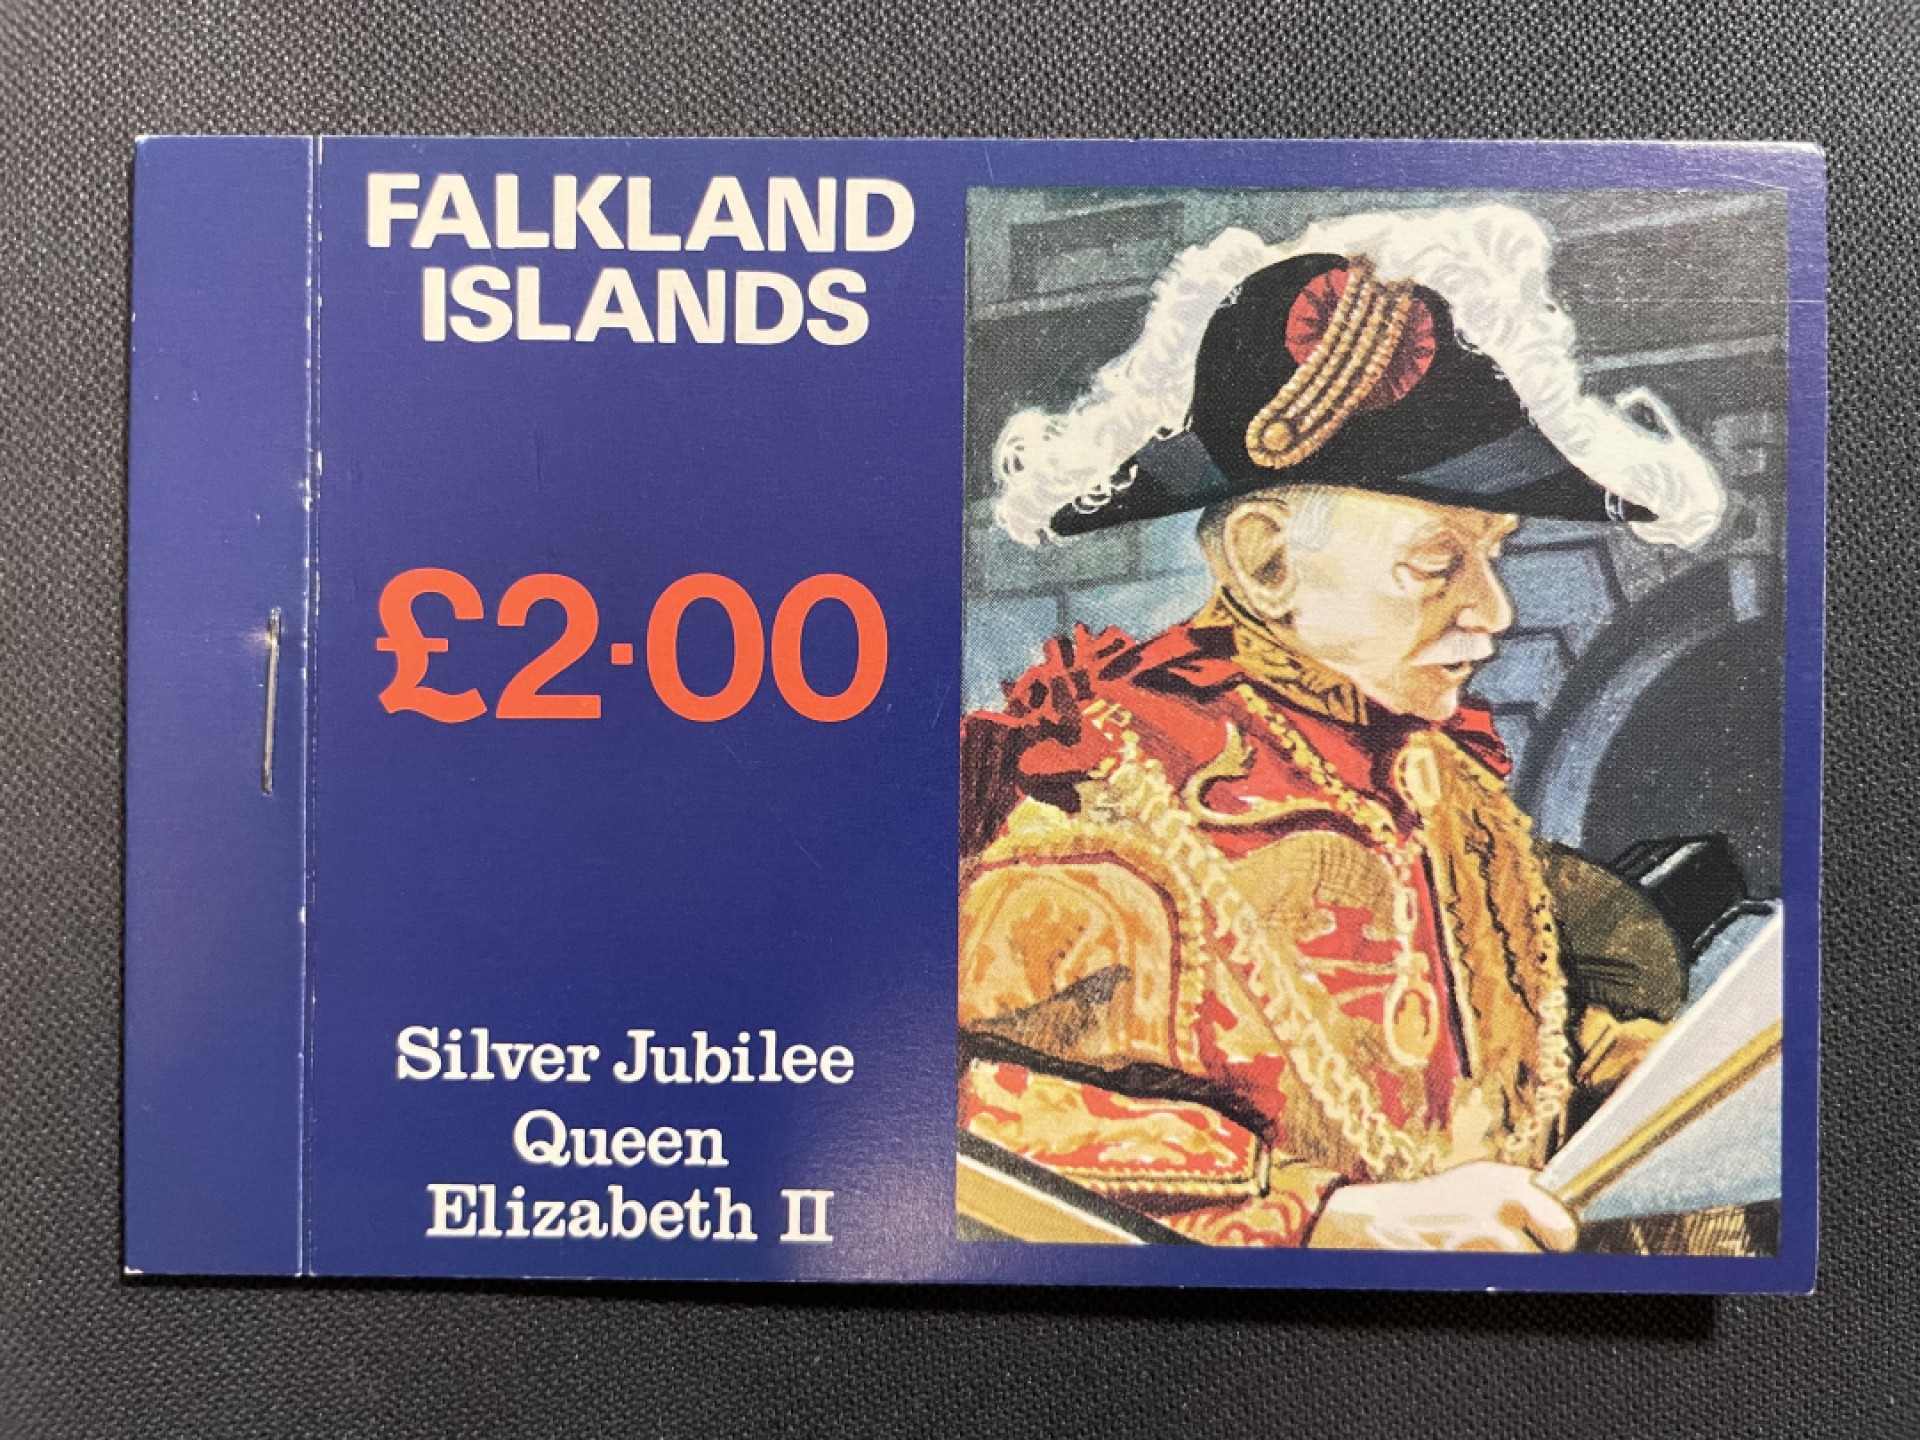 FALKLAND
ISLANDS
£2·00
Silver Jubilee
Queen
Elizabeth II